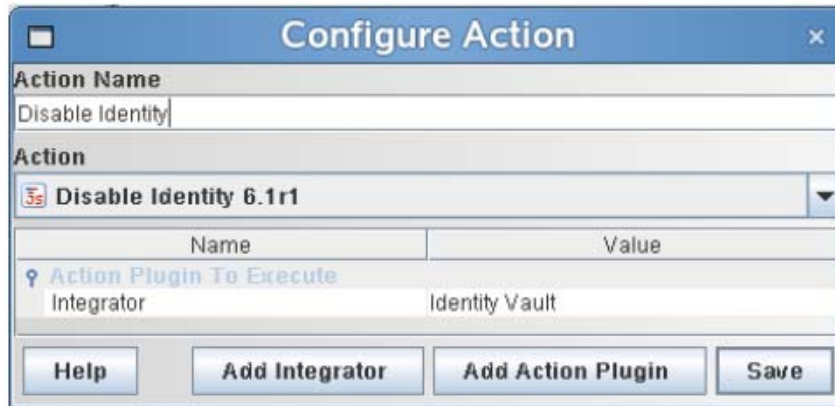 Configure Action
Action Name
Disable Identity
Action
Js Disable Identity 6.1r1
Name Value
Action Plugin To Execute
Integrator Identity Vault
Help Add Integrator Add Action Plugin Save